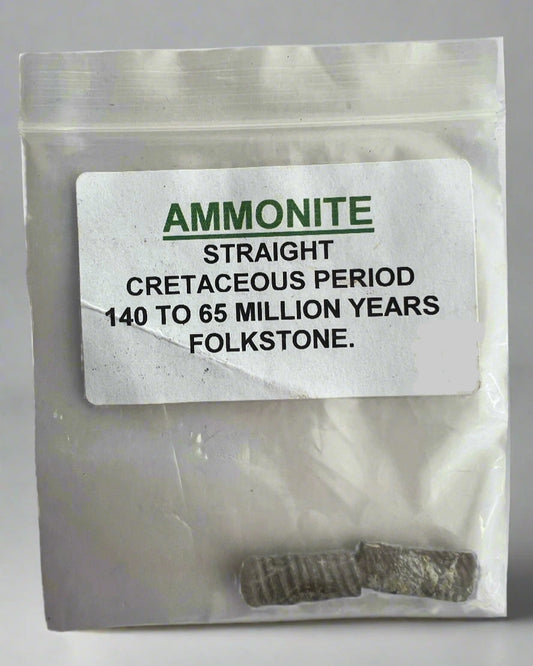 AMMONITE
STRAIGHT
CRETACEOUS PERIOD
140 TO 65 MILLION YEARS
FOLKSTONE.